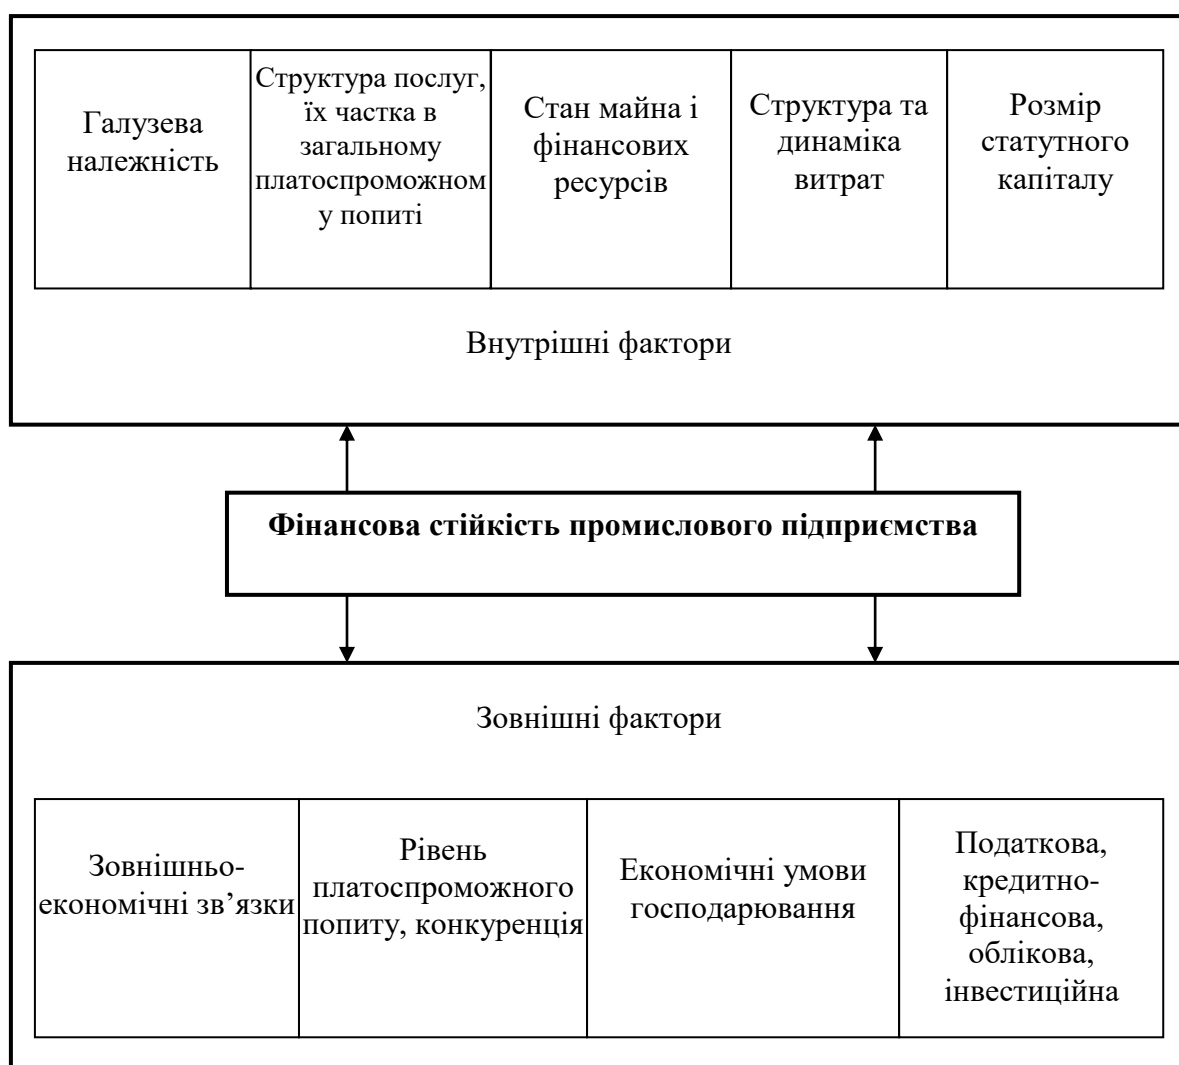 Галузева
належність
Структура послуг,
їх частка в
загальному
платоспроможном
у попиті
Стан майна і
фінансових
ресурсів
Структура та
динаміка
витрат
Розмір
статутного
капіталу
Внутрішні фактори
Фінансова стійкість промислового підприємства
Зовнішні фактори
Зовнішньо-
економічні зв’язки
Рівень
платоспроможного
попиту, конкуренція
Економічні умови
господарювання
Податкова,
кредитно-
фінансова,
облікова,
інвестиційна